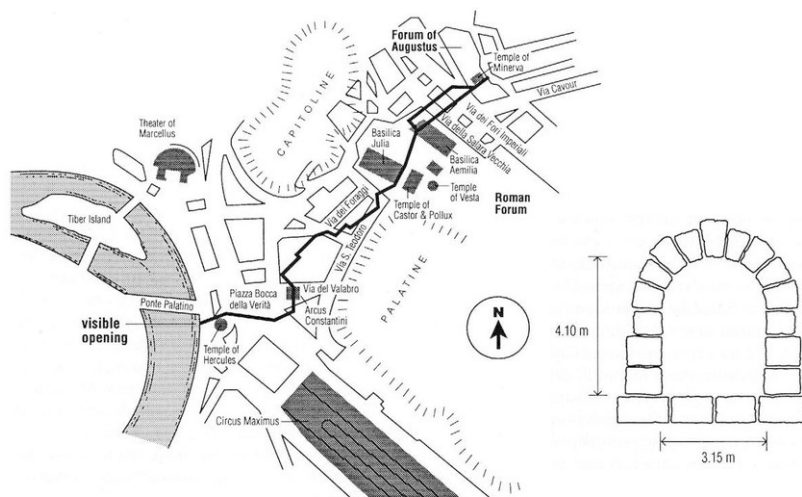 Forum of
Augustus
Temple of
Minerva
Via Cavour
Via dei Fori Imperiali
Via della Salara Vecchia
Theater of
Marcellus
CAPITOLINE
Basilica
Julia
Basilica
Aemilia
Temple
of Vesta
Roman
Forum
Temple of
Castor & Pollux
Via dei Foraggi
Via S. Teodoro
Tiber Island
PALATINE
N
Ponte Palatino
Piazza Bocca
della Verità
Via del Valabro
Arcus
Constantini
visible
opening
Temple of
Hercules
Circus Maximus
4.10 m
3.15 m